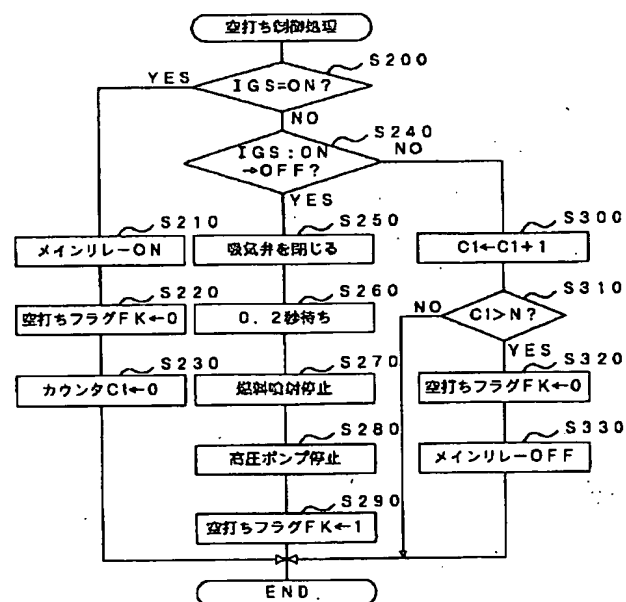 空打ち制御処理
S200
YES
IGS=ON?
NO
S240
IGS:ON
→OFF?
NO
YES
S210
メインリレーON
S220
空打ちフラグFK←0
S230
カウンタC1←0
S250
吸気弁を閉じる
S260
0.2秒待ち
S270
燃料噴射停止
S280
高圧ポンプ停止
S290
空打ちフラグFK←1
S300
C1←C1+1
S310
NO
C1>N?
YES
S320
空打ちフラグFK←0
S330
メインリレーOFF
END